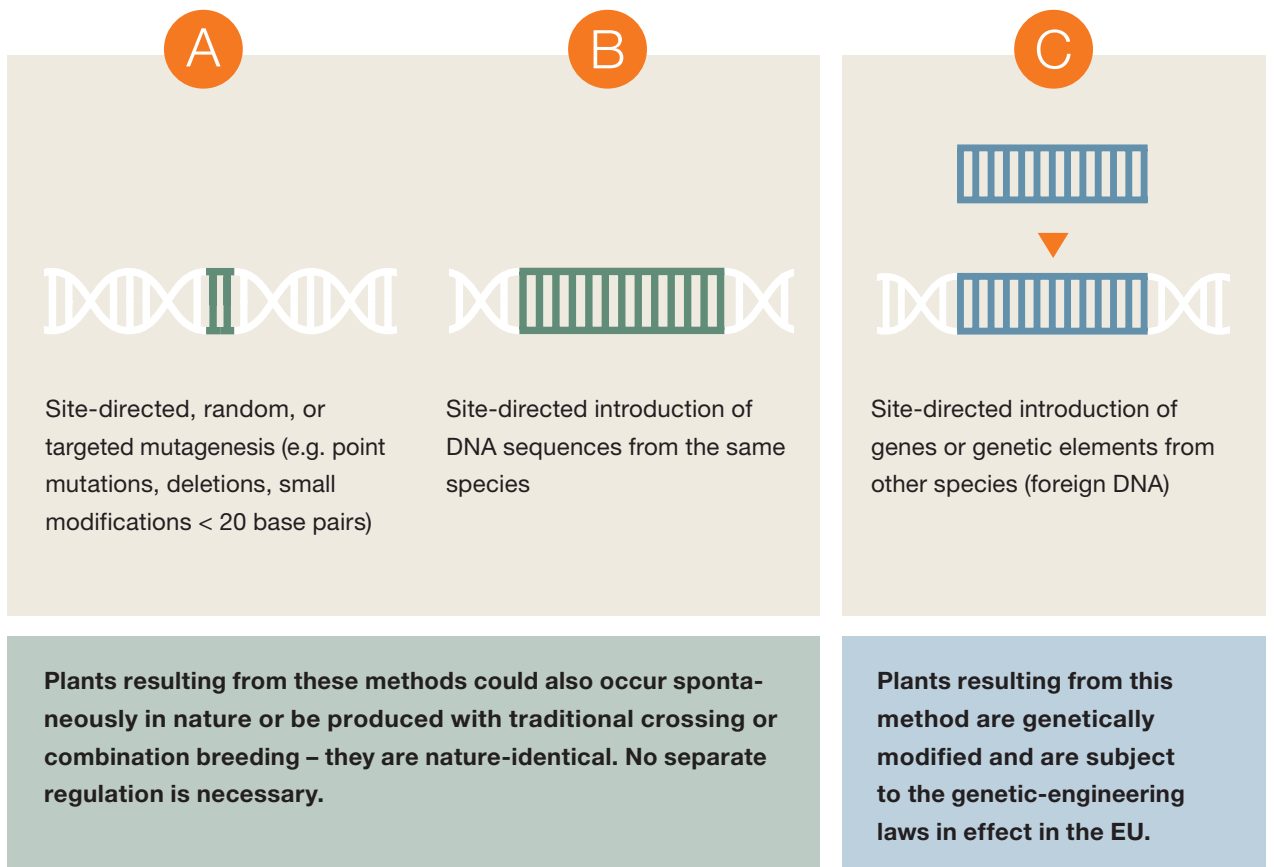 A
B
C
Site-directed, random, or
targeted mutagenesis (e.g. point
mutations, deletions, small
modifications < 20 base pairs)
Site-directed introduction of
DNA sequences from the same
species
Site-directed introduction of
genes or genetic elements from
other species (foreign DNA)
Plants resulting from these methods could also occur sponta-
neously in nature or be produced with traditional crossing or
combination breeding – they are nature-identical. No separate
regulation is necessary.
Plants resulting from this
method are genetically
modified and are subject
to the genetic-engineering
laws in effect in the EU.